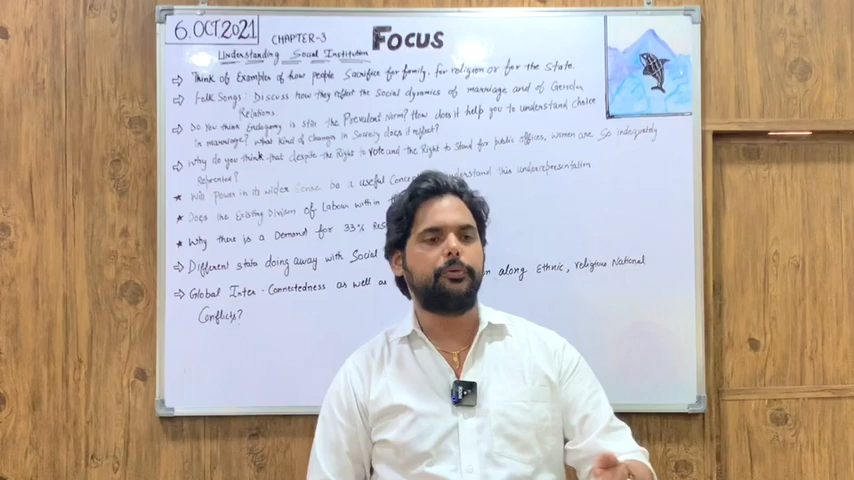 6.OCT.2021 CHAPTER-3 Focus
Understanding Social Institution
⇒ Think of Examples of how people Sacrifice for family. For religion or for the State.
⇒ Folk Songs: Discuss how they reflect the Social dynamics of marriage and of Gender
Relations.
⇒ Do You think Endogamy is still the Prevalent Norm? How does it help you to understand choice
in marriage? What kind of changes in Society does it reflect?
⇒ Why do you think that despite the Right to Vote and the Right to Stand for public offices, women are so
Represented?
★ Will Power in its wider Sense be a useful understand this underrepresentation
★ Does the Existing Division of Labour within
★ Why there is a Demand for 33%
⇒ Different state doing away with Social
⇒ Global Inter-Connectedness as well as along Ethnic, religious National
Conflicts?